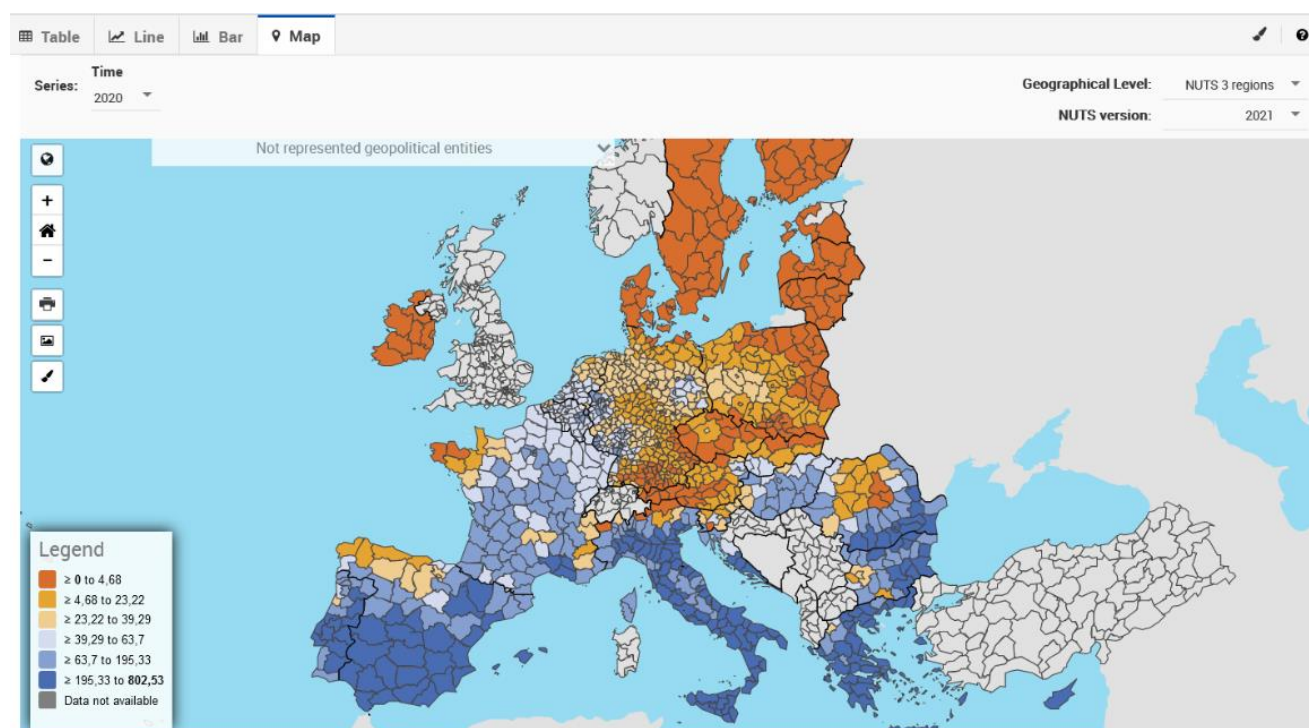 Table Line Bar Map
Series:
Time
2020
Geographical Level: NUTS 3 regions
NUTS version: 2021
Not represented geopolitical entities
Legend
≥ 0 to 4,68
≥ 4,68 to 23,22
≥ 23,22 to 39,29
≥ 39,29 to 63,7
≥ 63,7 to 195,33
≥ 195,33 to 802,53
Data not available